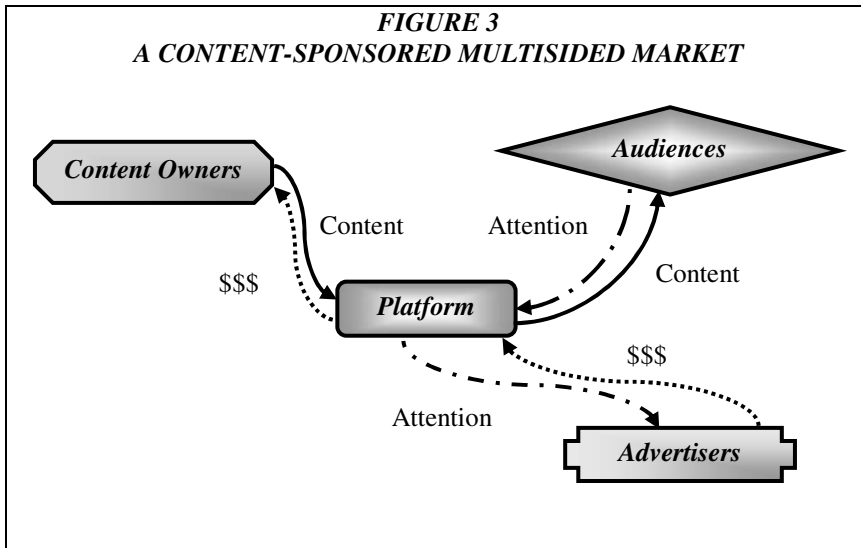 FIGURE 3
A CONTENT-SPONSORED MULTISIDED MARKET
Content Owners
Audiences
Content
Attention
Content
$$$
Platform
$$$
Attention
Advertisers